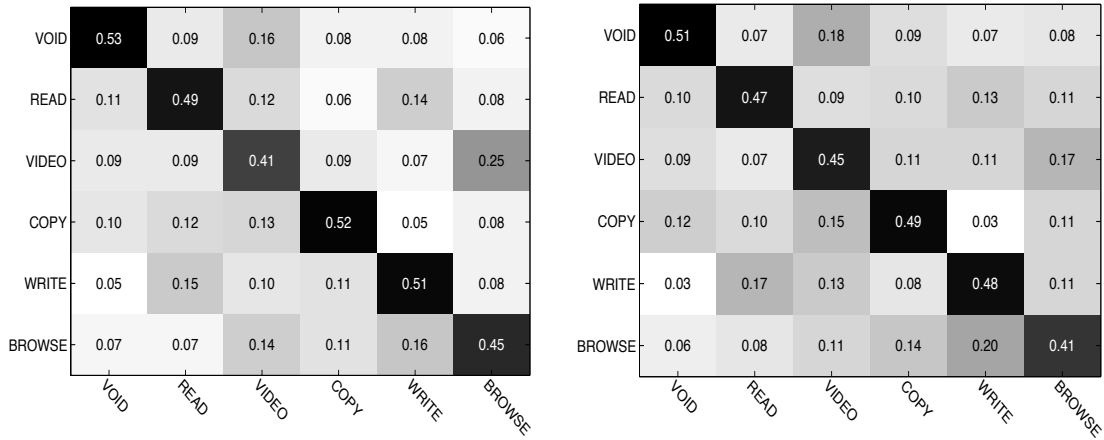 VOID 0.53 0.09 0.16 0.08 0.08 0.06
READ 0.11 0.49 0.12 0.06 0.14 0.08
VIDEO 0.09 0.09 0.41 0.09 0.07 0.25
COPY 0.10 0.12 0.13 0.52 0.05 0.08
WRITE 0.05 0.15 0.10 0.11 0.51 0.08
BROWSE 0.07 0.07 0.14 0.11 0.16 0.45
VOID READ VIDEO COPY WRITE BROWSE
VOID 0.51 0.07 0.18 0.09 0.07 0.08
READ 0.10 0.47 0.09 0.10 0.13 0.11
VIDEO 0.09 0.07 0.45 0.11 0.11 0.17
COPY 0.12 0.10 0.15 0.49 0.03 0.11
WRITE 0.03 0.17 0.13 0.08 0.48 0.11
BROWSE 0.06 0.08 0.11 0.14 0.20 0.41
VOID READ VIDEO COPY WRITE BROWSE